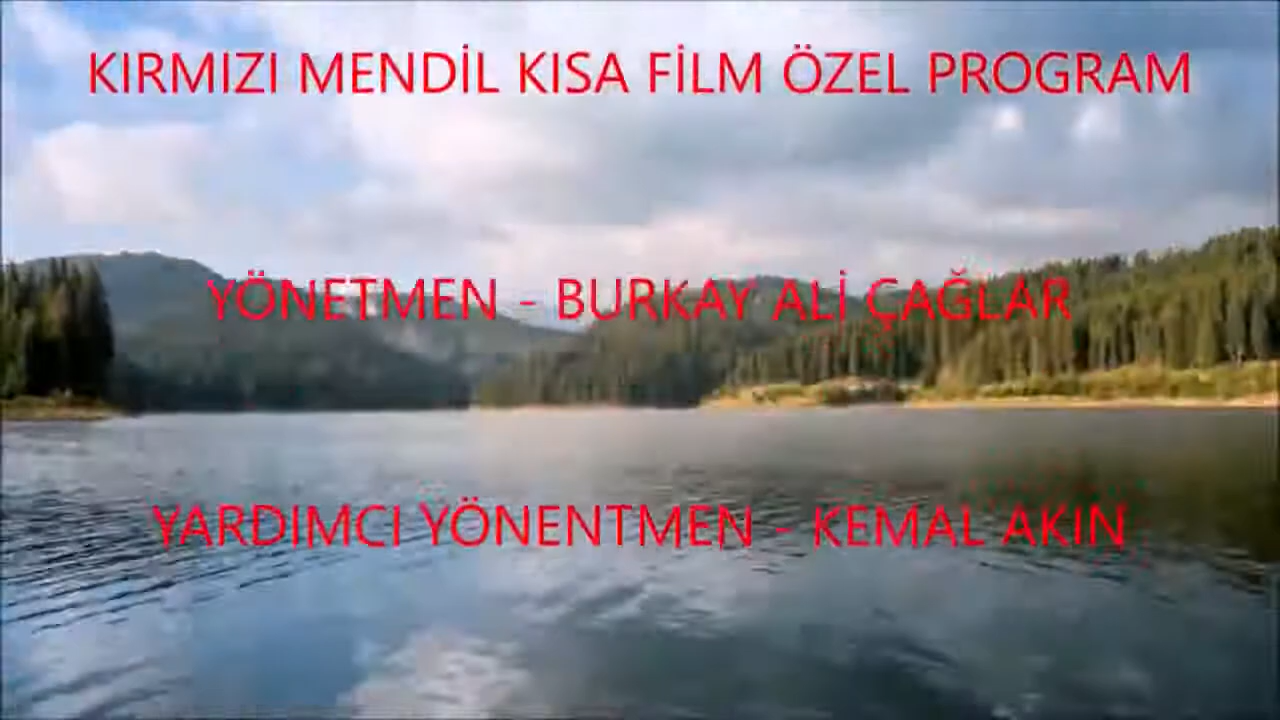 KIRMIZI MENDİL KISA FİLM ÖZEL PROGRAM
YÖNETMEN - BURKAY ALİ ÇAĞLAR
YARDIMCI YÖNENTMEN - KEMAL AKIN